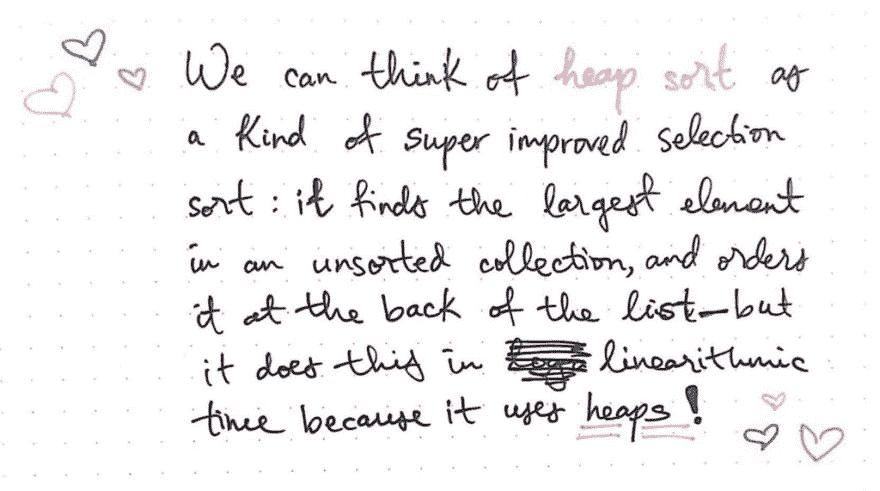 We can think of heap sort as
a kind of super improved selection
sort: it finds the largest element
in an unsorted collection, and orders
it at the back of the list—but
it does this in linearithmic
time because it uses heaps!